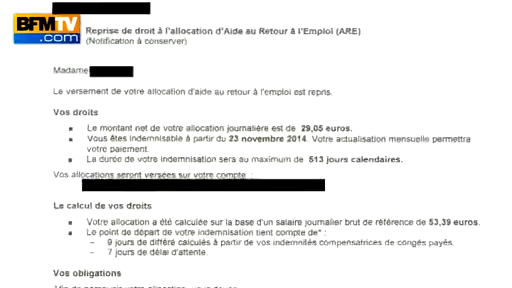 BFMTV
.com
Reprise de droit à l'allocation d'Aide au Retour à l'Emploi (ARE)
(Notification à conserver)
Madame
Le versement de votre allocation d'aide au retour à l'emploi est repris.
Vos droits
Le montant net de votre allocation journalière est de 29,05 euros.
Vous êtes indemnisable à partir du 23 novembre 2014. Votre actualisation mensuelle permettra
votre paiement.
La durée de votre indemnisation sera au maximum de 513 jours calendaires.
Vos allocations seront versées sur votre compte :
Le calcul de vos droits
Votre allocation a été calculée sur la base d'un salaire journalier brut de référence de 53,39 euros.
Le point de départ de votre indemnisation tient compte de* :
– 9 jours de différé calculés à partir de vos indemnités compensatrices de congés payés.
– 7 jours de délai d'attente.
Vos obligations